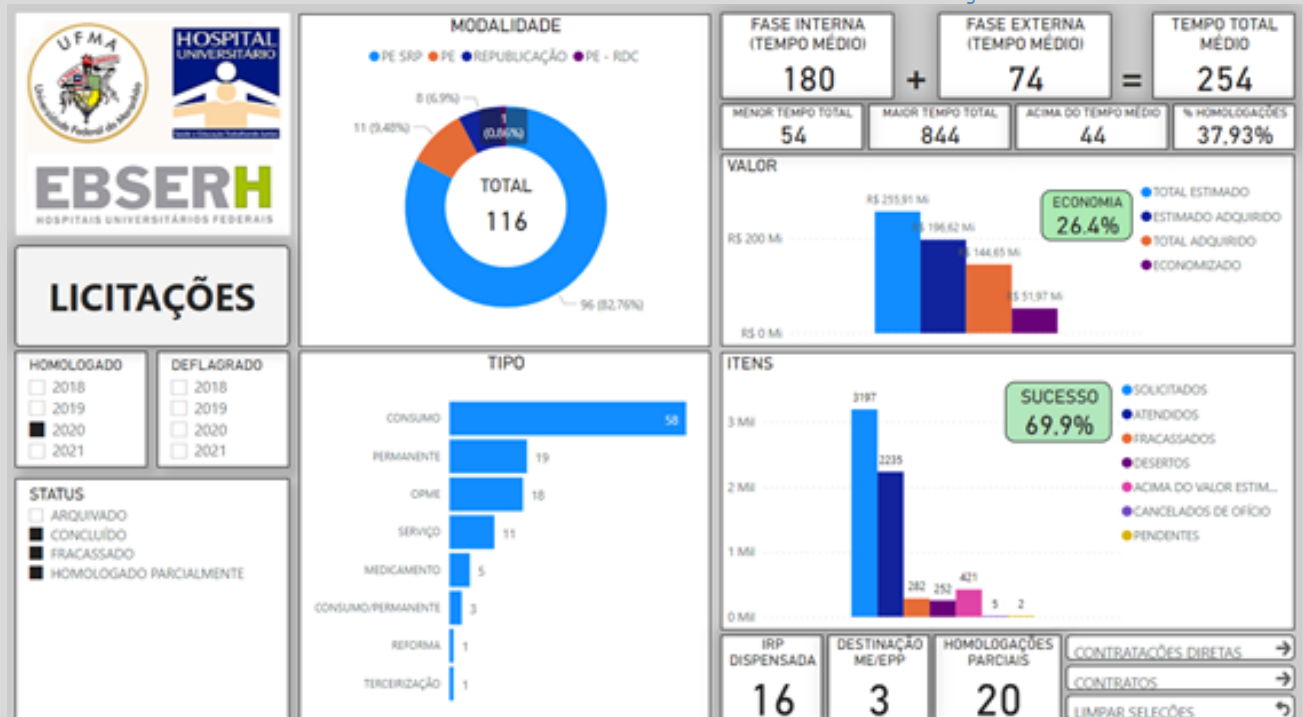 UFMA
Universidade Federal do Maranhão
HOSPITAL
UNIVERSITÁRIO
EBSERH
HOSPITAIS UNIVERSITÁRIOS FEDERAIS
LICITAÇÕES
HOMOLOGADO
2018
2019
2020
2021
DEFLAGRADO
2018
2019
2020
2021
STATUS
ARQUIVADO
CONCLUÍDO
FRACASSADO
HOMOLOGADO PARCIALMENTE
MODALIDADE
PE SRP PE REPUBLICAÇÃO PE - RDC
8 (6,9%)
1
(0,86%)
11 (9,48%)
TOTAL
116
96 (82,76%)
TIPO
CONSUMO 58
PERMANENTE 19
OPME 18
SERVIÇO 11
MEDICAMENTO 5
CONSUMO/PERMANENTE 3
REFORMA 1
TERCEIRIZAÇÃO 1
FASE INTERNA
(TEMPO MÉDIO)
180
+
FASE EXTERNA
(TEMPO MÉDIO)
74
=
TEMPO TOTAL
MÉDIO
254
MENOR TEMPO TOTAL
54
MAIOR TEMPO TOTAL
844
ACIMA DO TEMPO MÉDIO
44
% HOMOLOGAÇÕES
37,93%
VALOR
R$ 255,91 Mi
R$ 196,62 Mi
R$ 144,65 Mi
R$ 51,97 Mi
R$ 200 Mi
R$ 0 Mi
ECONOMIA
26.4%
TOTAL ESTIMADO
ESTIMADO ADQUIRIDO
TOTAL ADQUIRIDO
ECONOMIZADO
ITENS
3 Mil
2 Mil
1 Mil
0 Mil
3197
2235
282
252
421
5
2
SUCESSO
69.9%
SOLICITADOS
ATENDIDOS
FRACASSADOS
DESERTOS
ACIMA DO VALOR ESTIM...
CANCELADOS DE OFÍCIO
PENDENTES
IRP
DISPENSADA
16
DESTINAÇÃO
ME/EPP
3
HOMOLOGAÇÕES
PARCIAIS
20
CONTRATAÇÕES DIRETAS
CONTRATOS
LIMPAR SELEÇÕES